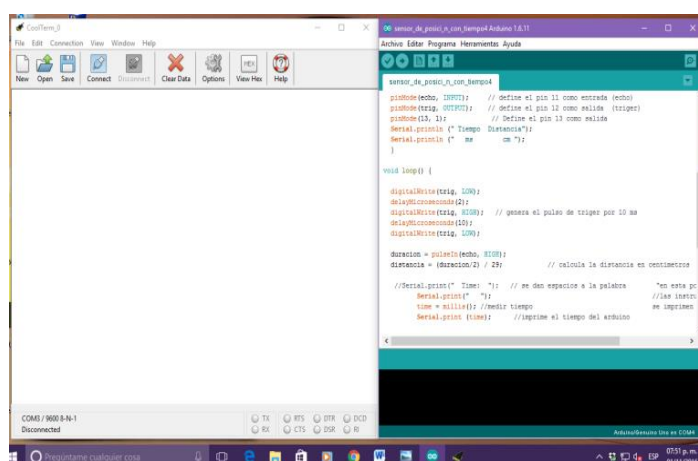 CoolTerm_0
File Edit Connection View Window Help
New Open Save Connect Disconnect Clear Data Options View Hex Help
HEX
COM3 / 9600 8-N-1
Disconnected
TX RTS DTR DCD
RX CTS DSR RI
sensor_de_posici_n_con_tiempo4 Arduino 1.6.11
Archivo Editar Programa Herramientas Ayuda
sensor_de_posici_n_con_tiempo4
pinMode(echo, INPUT); // define el pin 11 como entrada (echo)
pinMode(trig, OUTPUT); // define el pin 12 como salida (triger)
pinMode(13, 1); // Define el pin 13 como salida
Serial.println (" Tiempo Distancia");
Serial.println (" ms cm ");
}
void loop() {
digitalWrite(trig, LOW);
delayMicroseconds(2);
digitalWrite(trig, HIGH); // genera el pulso de triger por 10 ms
delayMicroseconds(10);
digitalWrite(trig, LOW);
duracion = pulseIn(echo, HIGH);
distancia = (duracion/2) / 29; // calcula la distancia en centimetros
//Serial.print(" Time: "); // se dan espacios a la palabra "en esta po
Serial.print(" "); //las instru
time = millis(); //medir tiempo se imprimen
Serial.print (time); //imprime el tiempo del arduino
Arduino/Genuino Uno en COM4
Pregúntame cualquier cosa
ESP
07:51 p. m.